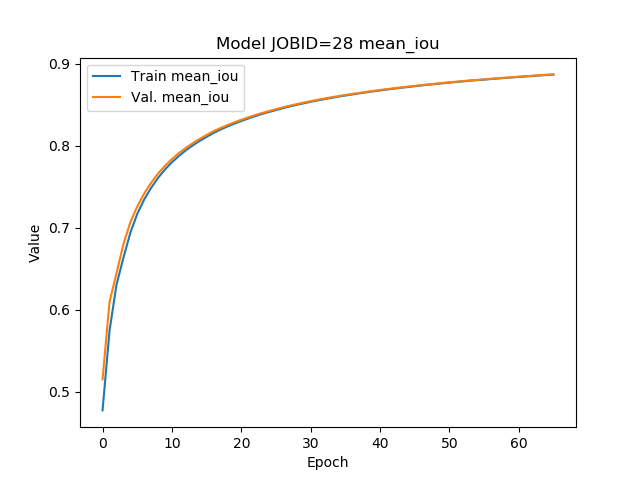 Model JOBID=28 mean_iou
Train mean_iou
Val. mean_iou
0.9
0.8
0.7
0.6
0.5
Value
0 10 20 30 40 50 60
Epoch